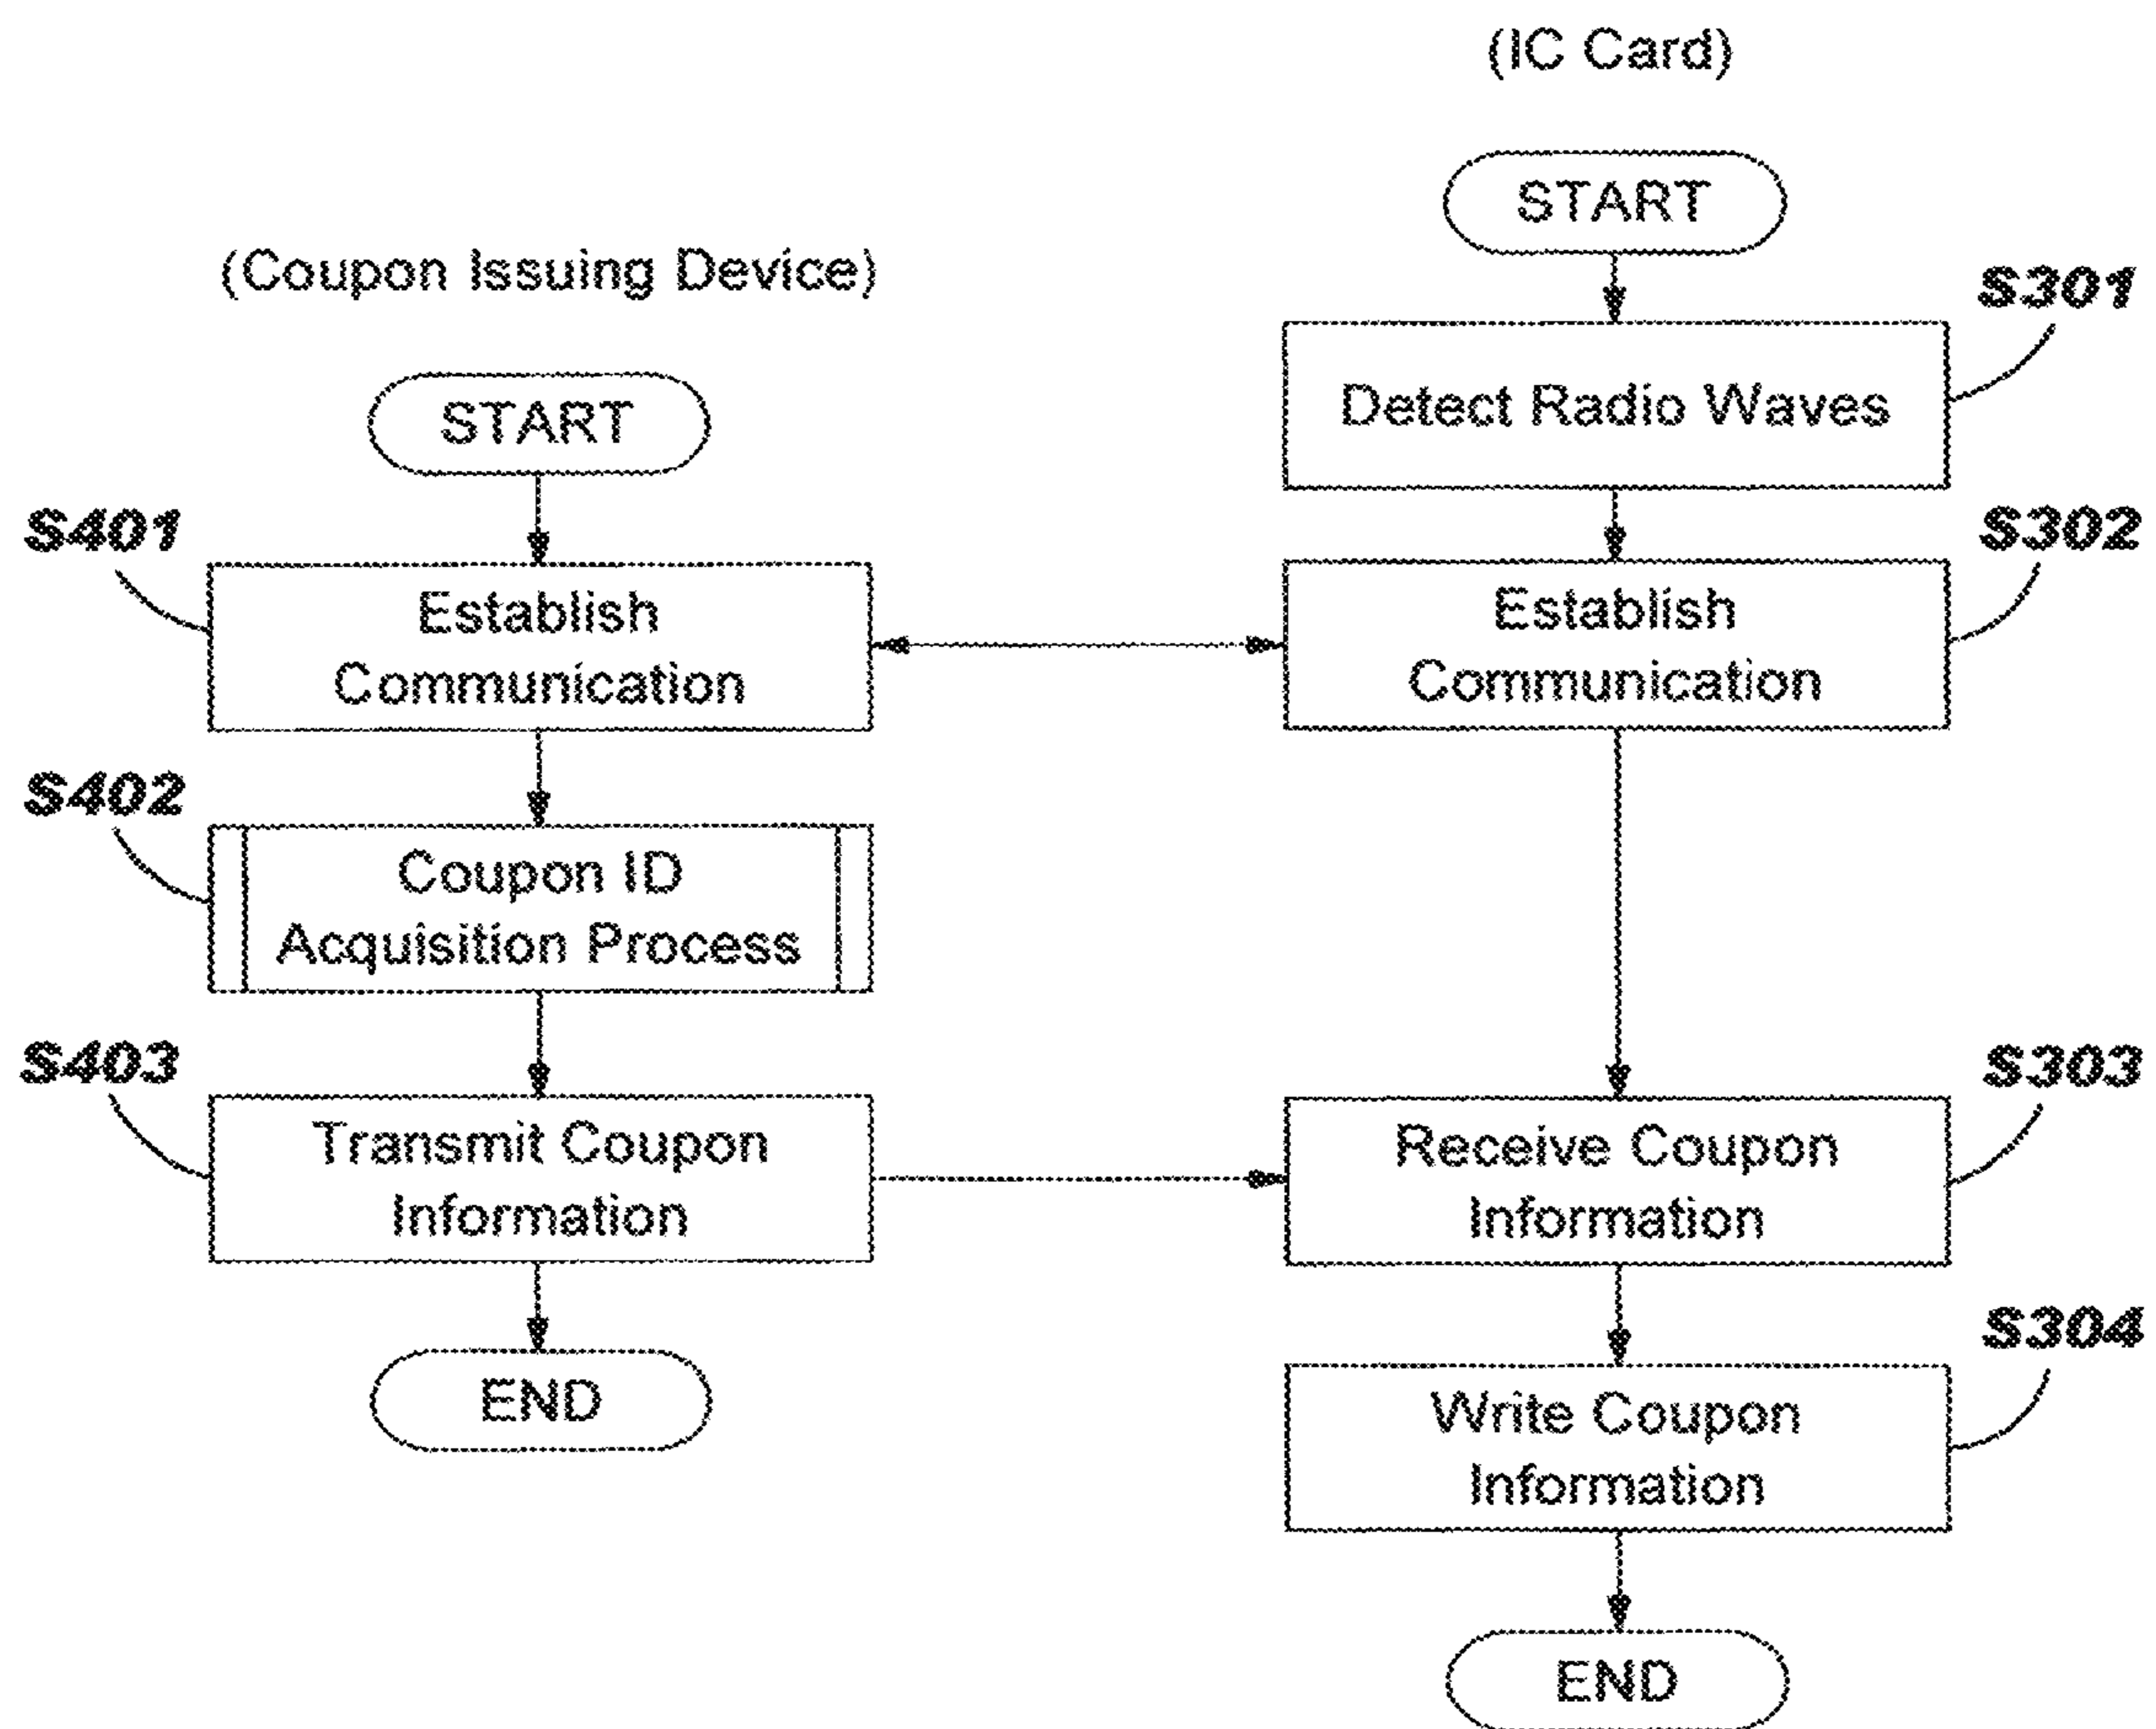 (Coupon Issuing Device)
START
S401
Establish
Communication
S402
Coupon ID
Acquisition Process
S403
Transmit Coupon
Information
END
(IC Card)
START
S301
Detect Radio Waves
S302
Establish
Communication
S303
Receive Coupon
Information
S304
Write Coupon
Information
END